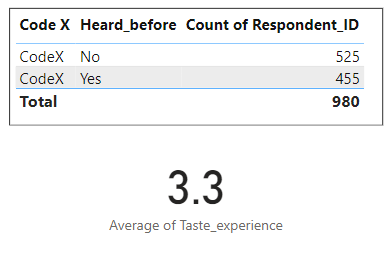 Code X Heard_before Count of Respondent_ID
CodeX No 525
CodeX Yes 455
Total 980
3.3
Average of Taste_experience